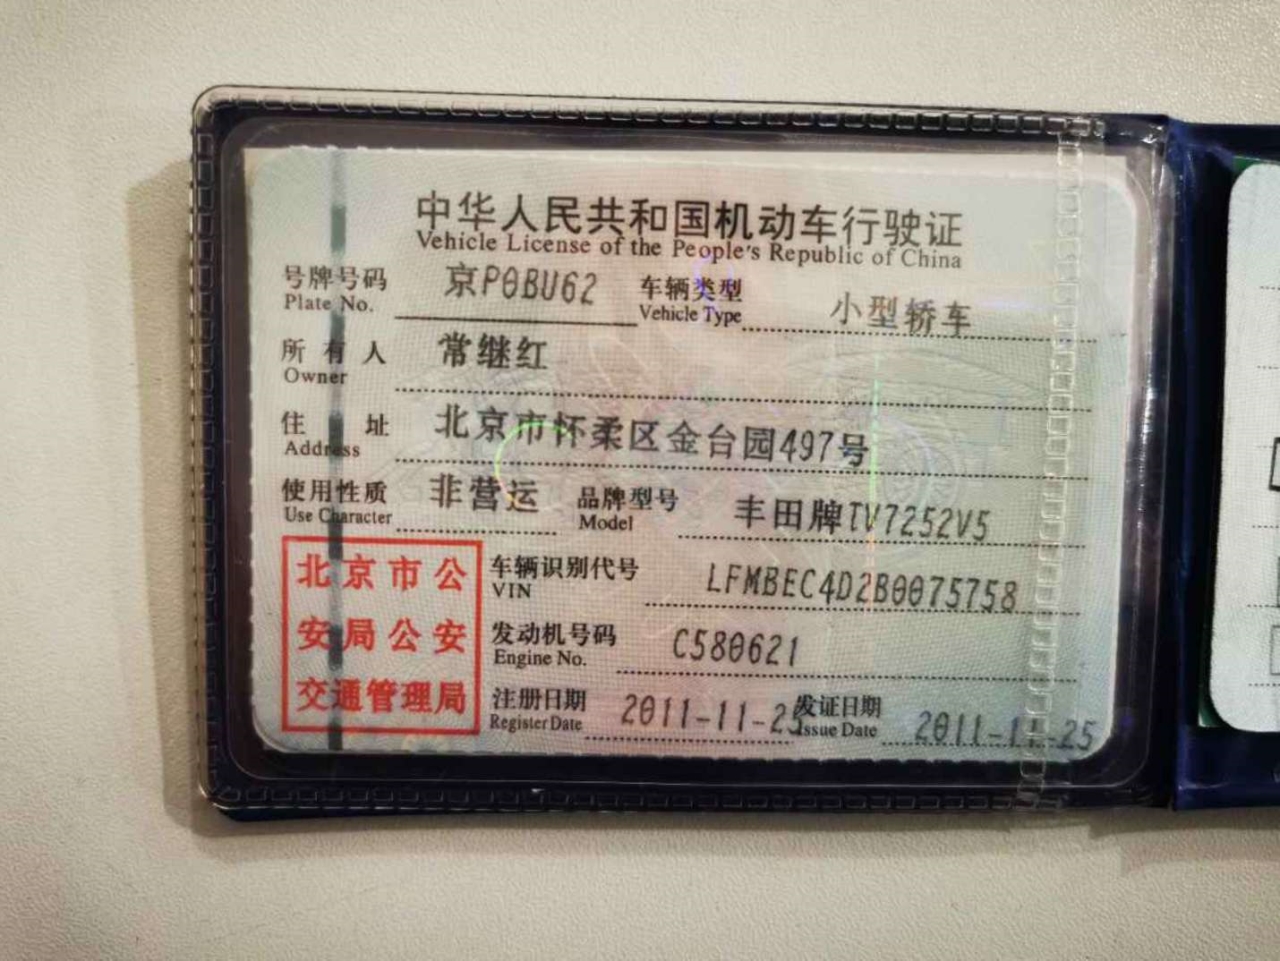 中华人民共和国机动车行驶证
Vehicle License of the People's Republic of China
号牌号码 京P0BU62 车辆类型 小型轿车
Plate No. Vehicle Type
所有人 常继红
Owner
住址 北京市怀柔区金台园497号
Address
使用性质 非营运 品牌型号 丰田牌TV7252V5
Use Character Model
北京市公
安局公安
交通管理局
车辆识别代号 LFMBEC4D2B0075758
VIN
发动机号码 C580621
Engine No.
注册日期 2011-11-25 发证日期 2011-11-25
Register Date Issue Date